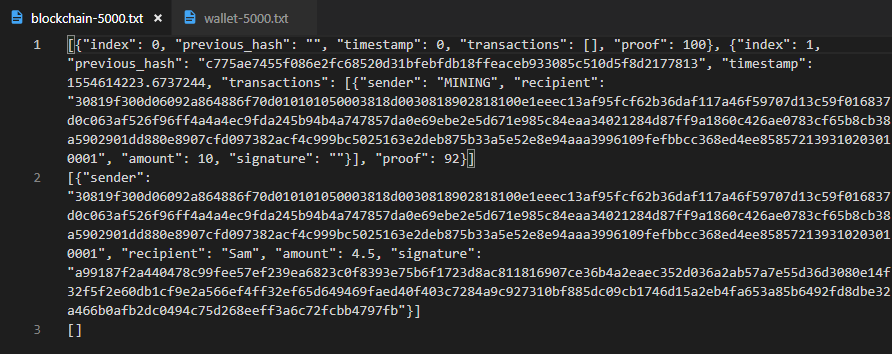 blockchain-5000.txt × wallet-5000.txt
1 [{"index": 0, "previous_hash": "", "timestamp": 0, "transactions": [], "proof": 100}, {"index": 1,
"previous_hash": "c775ae7455f086e2fc68520d31bfebfdb18ffeaceb933085c510d5f8d2177813", "timestamp":
1554614223.6737244, "transactions": [{"sender": "MINING", "recipient":
"30819f300d06092a864886f70d010101050003818d0030818902818100e1eeec13af95fcf62b36daf117a46f59707d13c59f016837
d0c063af526f96ff4a4a4ec9fda245b94b4a747857da0e69ebe2e5d671e985c84eaa34021284d87ff9a1860c426ae0783cf65b8cb38
a5902901dd880e8907cfd097382acf4c999bc5025163e2deb875b33a5e52e8e94aaa3996109fefbbcc368ed4ee85857213931020301
0001", "amount": 10, "signature": ""}], "proof": 92}]
2 [{"sender":
"30819f300d06092a864886f70d010101050003818d0030818902818100e1eeec13af95fcf62b36daf117a46f59707d13c59f016837
d0c063af526f96ff4a4a4ec9fda245b94b4a747857da0e69ebe2e5d671e985c84eaa34021284d87ff9a1860c426ae0783cf65b8cb38
a5902901dd880e8907cfd097382acf4c999bc5025163e2deb875b33a5e52e8e94aaa3996109fefbbcc368ed4ee85857213931020301
0001", "recipient": "Sam", "amount": 4.5, "signature":
"a99187f2a440478c99fee57ef239ea6823c0f8393e75b6f1723d8ac811816907ce36b4a2eaec352d036a2ab57a7e55d36d3080e14f
32f5f2e60db1cf9e2a566ef4ff32ef65d649469faed40f403c7284a9c927310bf885dc09cb1746d15a2eb4fa653a85b6492fd8dbe32
a466b0afb2dc0494c75d268eeff3a6c72fcbb4797fb"}]
3 []